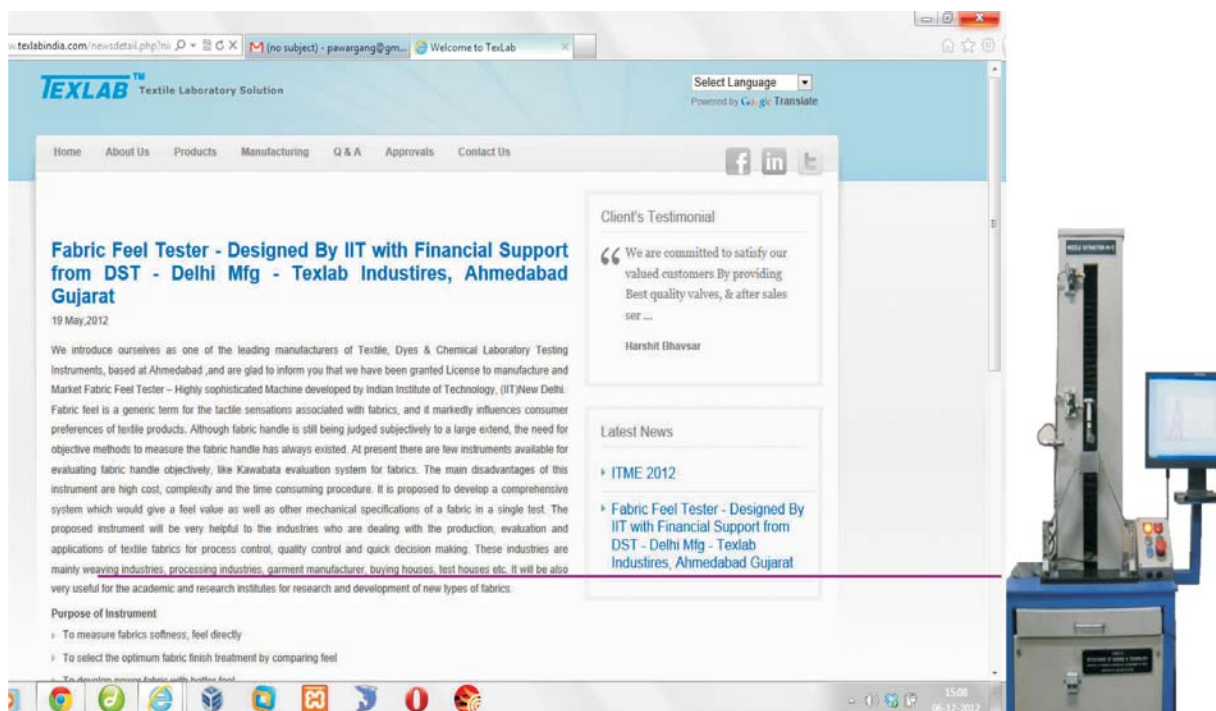 w.texlabindia.com/newsdetail.php?ni
(no subject) - pawargang@gm...
Welcome to TexLab
TEXLAB™ Textile Laboratory Solution
Select Language
Powered by Google Translate
Home About Us Products Manufacturing Q & A Approvals Contact Us
Fabric Feel Tester - Designed By IIT with Financial Support
from DST - Delhi Mfg - Texlab Industires, Ahmedabad
Gujarat
19 May,2012
We introduce ourselves as one of the leading manufacturers of Textile, Dyes & Chemical Laboratory Testing
Instruments, based at Ahmedabad ,and are glad to inform you that we have been granted License to manufacture and
Market Fabric Feel Tester – Highly sophisticated Machine developed by Indian Institute of Technology, (IIT)New Delhi.
Fabric feel is a generic term for the tactile sensations associated with fabrics, and it markedly influences consumer
preferences of textile products. Although fabric handle is still being judged subjectively to a large extend, the need for
objective methods to measure the fabric handle has always existed. At present there are few instruments available for
evaluating fabric handle objectively, like Kawabata evaluation system for fabrics. The main disadvantages of this
instrument are high cost, complexity and the time consuming procedure. It is proposed to develop a comprehensive
system which would give a feel value as well as other mechanical specifications of a fabric in a single test. The
proposed instrument will be very helpful to the industries who are dealing with the production, evaluation and
applications of textile fabrics for process control, quality control and quick decision making. These industries are
mainly weaving industries, processing industries, garment manufacturer, buying houses, test houses etc. It will be also
very useful for the academic and research institutes for research and development of new types of fabrics.
Purpose of Instrument
To measure fabrics softness, feel directly
To select the optimum fabric finish treatment by comparing feel
Client's Testimonial
We are committed to satisfy our
valued customers By providing
Best quality valves, & after sales
ser ...
Harshit Bhavsar
Latest News
ITME 2012
Fabric Feel Tester - Designed By
IIT with Financial Support from
DST - Delhi Mfg - Texlab
Industires, Ahmedabad Gujarat
15:08
06-12-2012